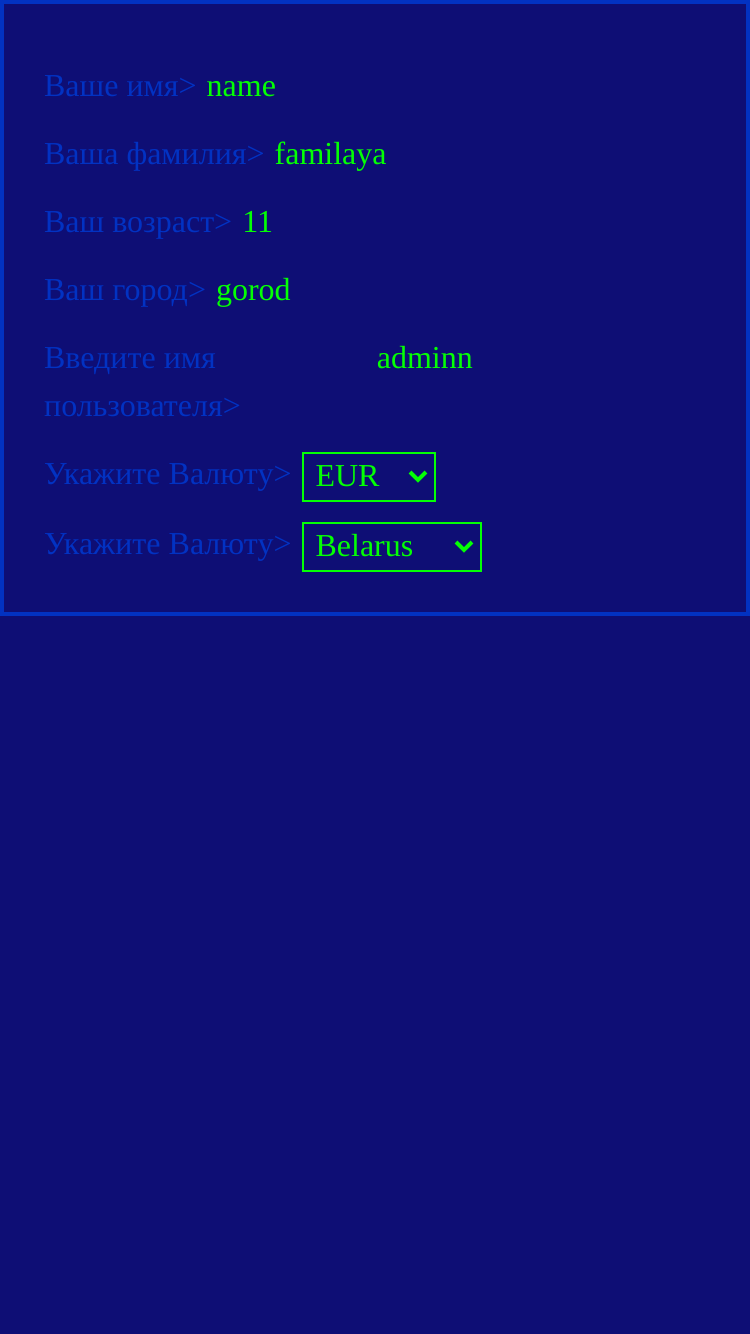 Ваше имя> name
Ваша фамилия> familaya
Ваш возраст> 11
Ваш город> gorod
Введите имя adminn
пользователя>
Укажите Валюту> EUR
Укажите Валюту> Belarus